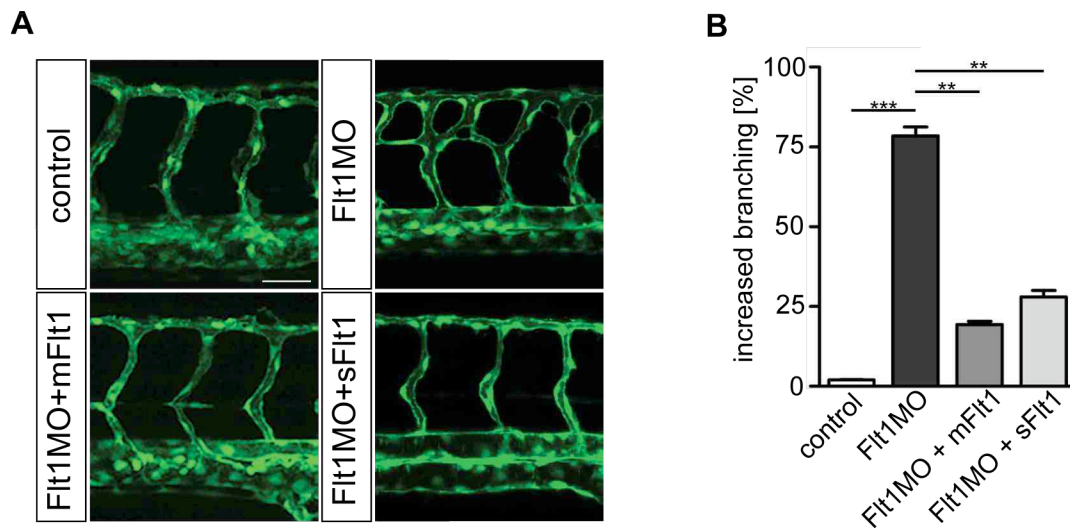 A
control
Flt1MO
Flt1MO+mFlt1
Flt1MO+sFlt1
B
increased branching [%]
100
75
50
25
0
***
**
**
control
Flt1MO
Flt1MO + mFlt1
Flt1MO + sFlt1